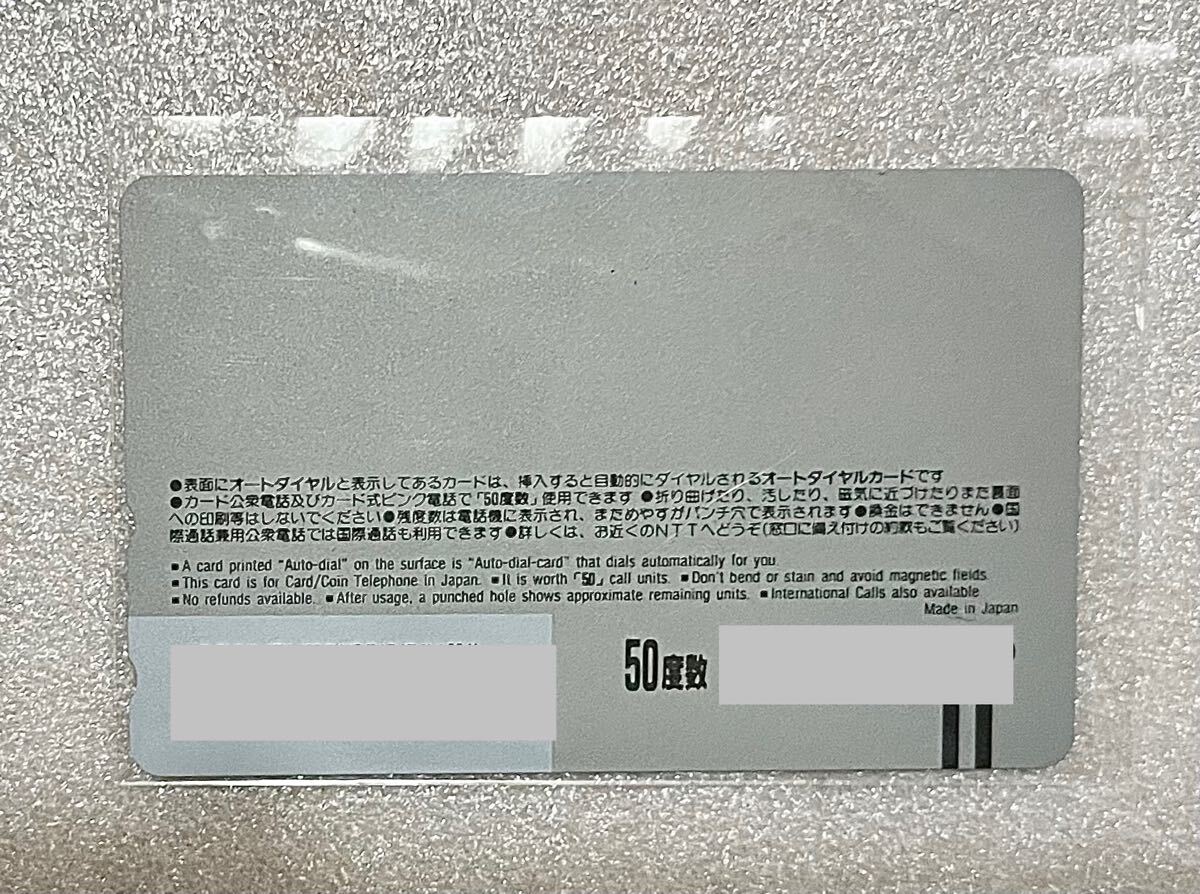 ●表面にオートダイヤルと表示してあるカードは、挿入すると自動的にダイヤルされるオートダイヤルカードです
●カード公衆電話及びカード式ピンク電話で「50度数」使用できます ●折り曲げたり、汚したり、磁気に近づけたりまた裏面
への印刷等はしないでください●残度数は電話機に表示され、まためやすがパンチ穴で表示されます●換金はできません●国
際通話兼用公衆電話では国際通話も利用できます●詳しくは、お近くのNTTへどうぞ(窓口に備え付けの約款もご覧ください)
■A card printed "Auto-dial" on the surface is "Auto-dial-card" that dials automatically for you.
■This card is for Card/Coin Telephone In Japan. ■It is worth「50」call units. ■Don't bend or stain and avoid magnetic fields.
■No refunds available. ■After usage, a punched hole shows approximate remaining units. ■International Calls also available.
Made in Japan
50度数